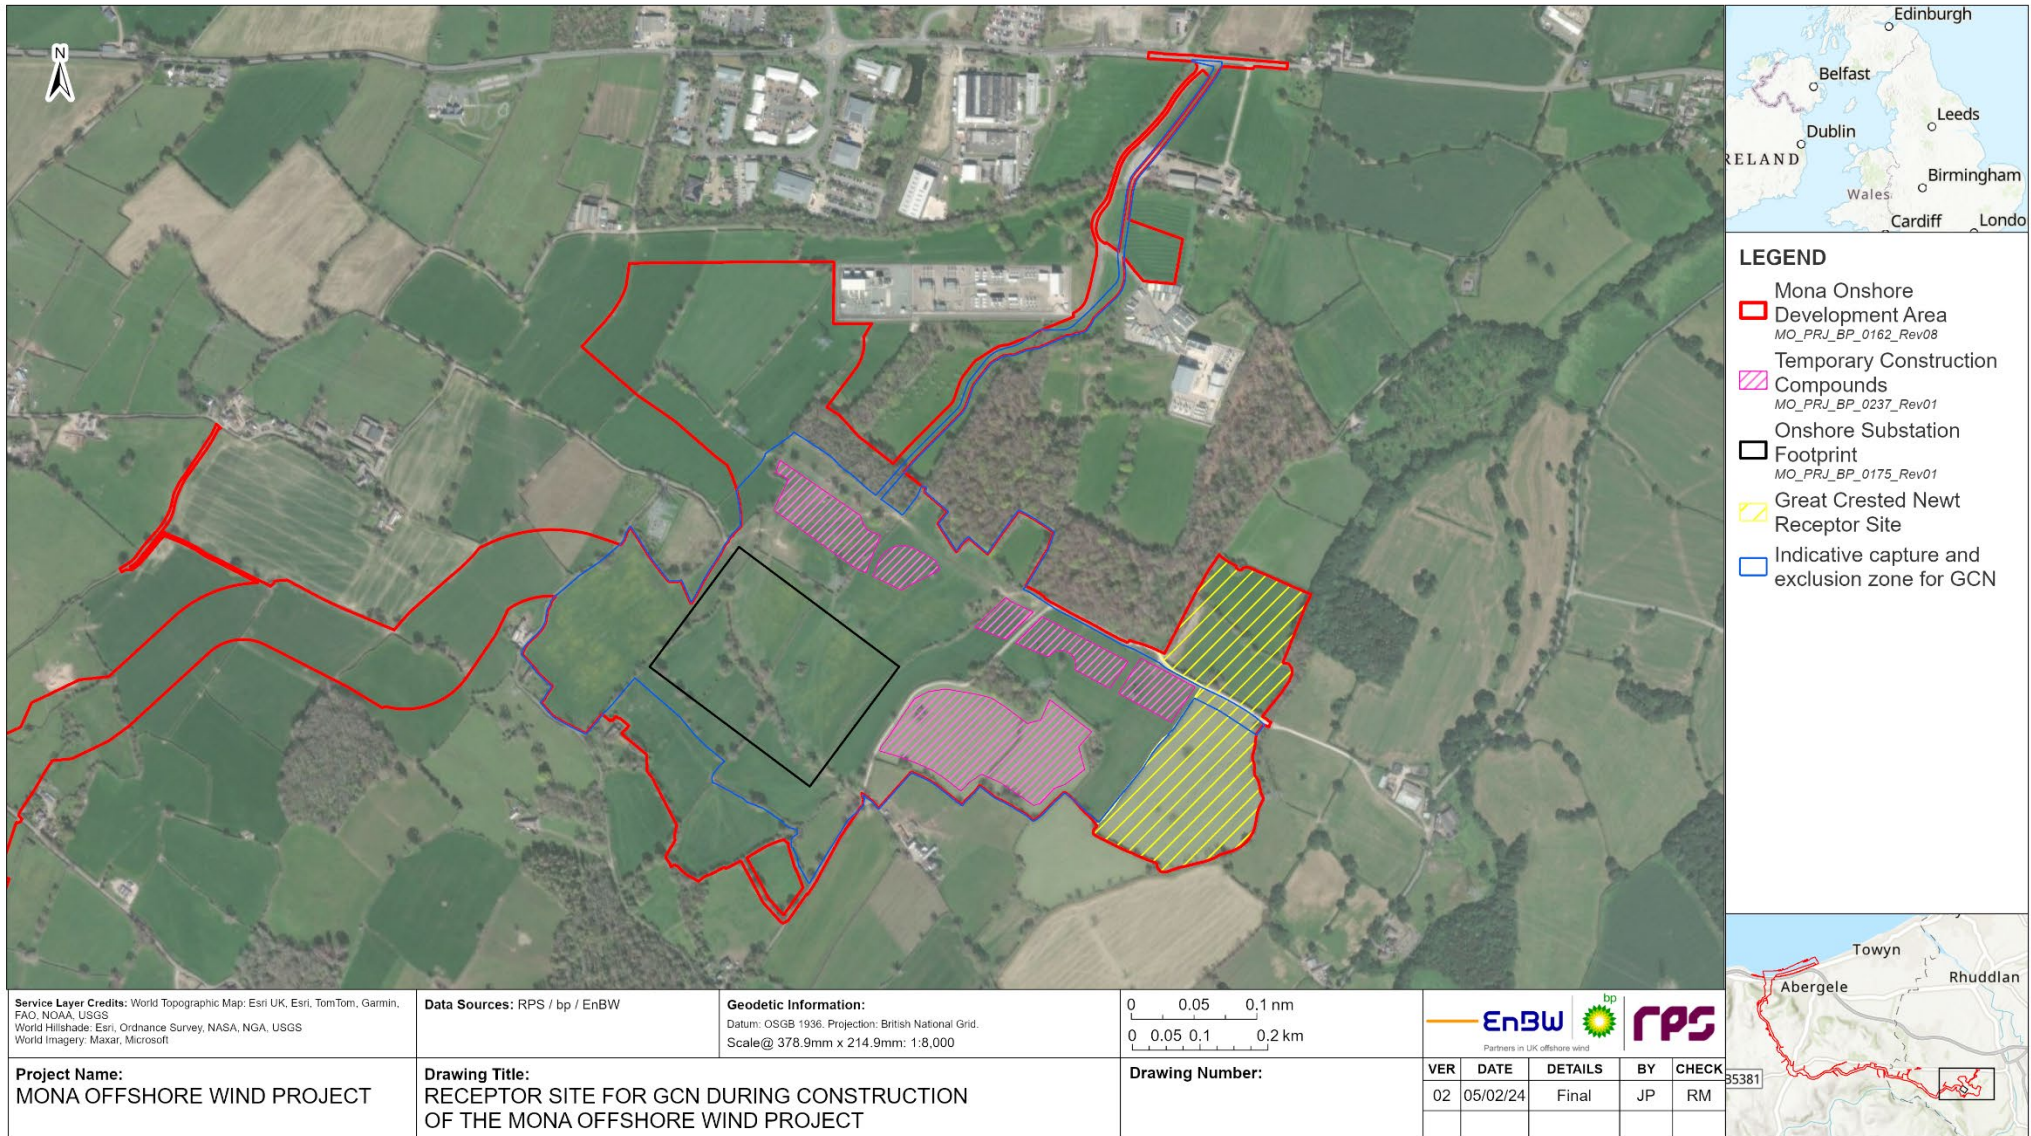 N
Edinburgh
Belfast
Leeds
Dublin
RELAND
Birmingham
Wales
Cardiff
Londo
LEGEND
Mona Onshore
Development Area
MO_PRJ_BP_0162_Rev08
Temporary Construction
Compounds
MO_PRJ_BP_0237_Rev01
Onshore Substation
Footprint
MO_PRJ_BP_0175_Rev01
Great Crested Newt
Receptor Site
Indicative capture and
exclusion zone for GCN
Towyn
Abergele
Rhuddlan
B5381
Service Layer Credits: World Topographic Map: Esri UK, Esri, TomTom, Garmin,
FAO, NOAA, USGS
World Hillshade: Esri, Ordnance Survey, NASA, NGA, USGS
World Imagery: Maxar, Microsoft
Data Sources: RPS / bp / EnBW
Geodetic Information:
Datum: OSGB 1936. Projection: British National Grid.
Scale@ 378.9mm x 214.9mm: 1:8,000
0 0.05 0.1 nm
0 0.05 0.1 0.2 km
EnBW
bp
rps
Partners in UK offshore wind
Project Name:
MONA OFFSHORE WIND PROJECT
Drawing Title:
RECEPTOR SITE FOR GCN DURING CONSTRUCTION
OF THE MONA OFFSHORE WIND PROJECT
Drawing Number:
VER DATE DETAILS BY CHECK
02 05/02/24 Final JP RM